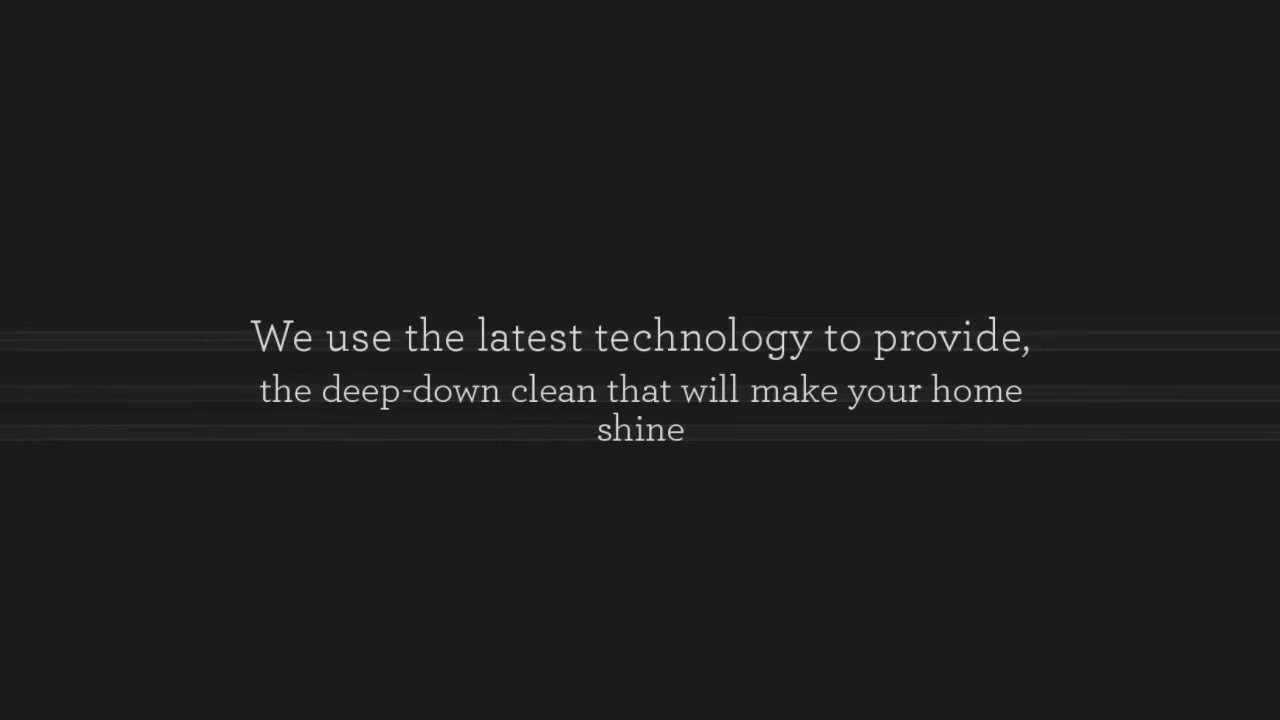 We use the latest technology to provide,
the deep-down clean that will make your home
shine